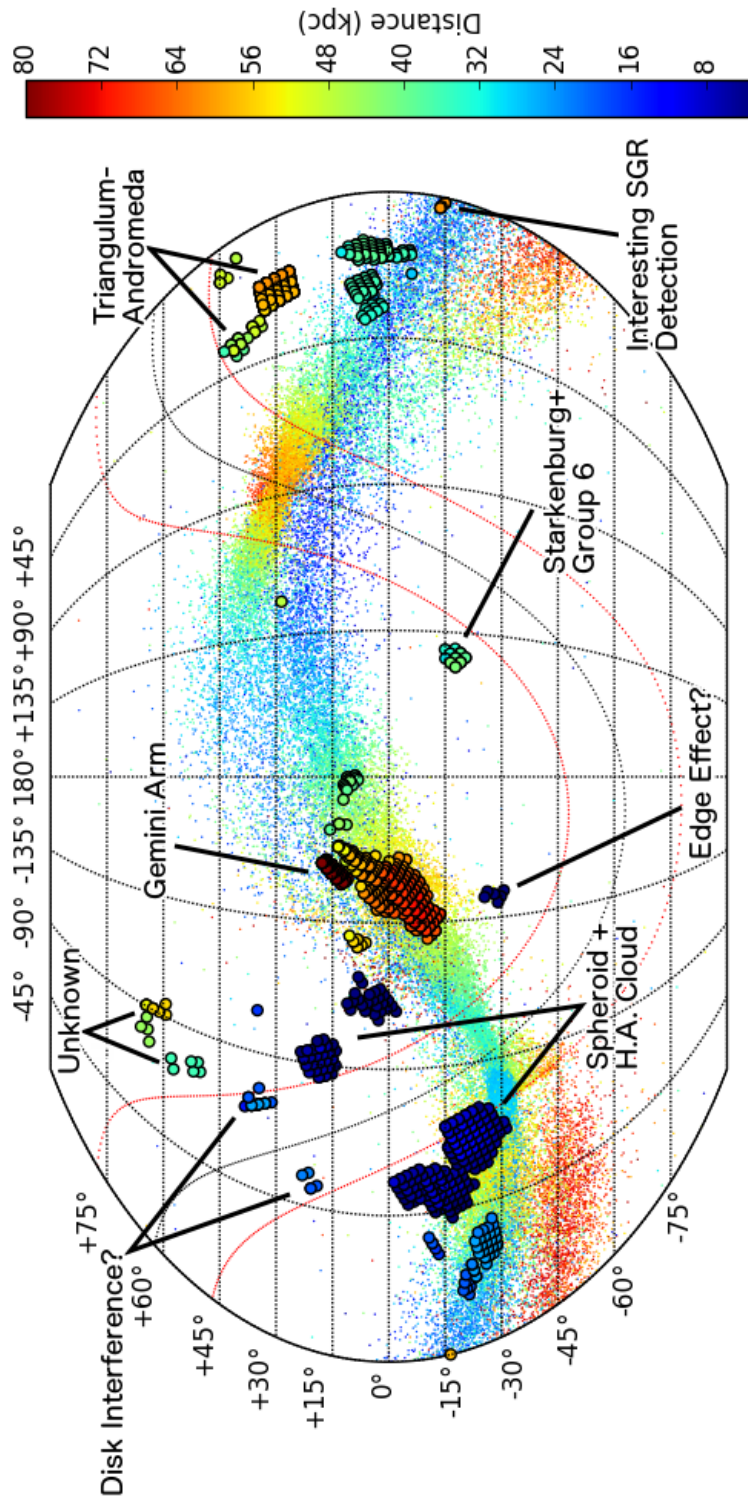 -45° -90° -135° 180° +135° +90° +45°
+75°
+60°
+45°
+30°
+15°
0°
-15°
-30°
-45°
-60°
-75°
Disk Interference?
Unknown
Gemini Arm
Triangulum-
Andromeda
Spheroid +
H.A. Cloud
Edge Effect?
Starkenburg+
Group 6
Interesting SGR
Detection
80
72
64
56
48
40
32
24
16
8
Distance (kpc)